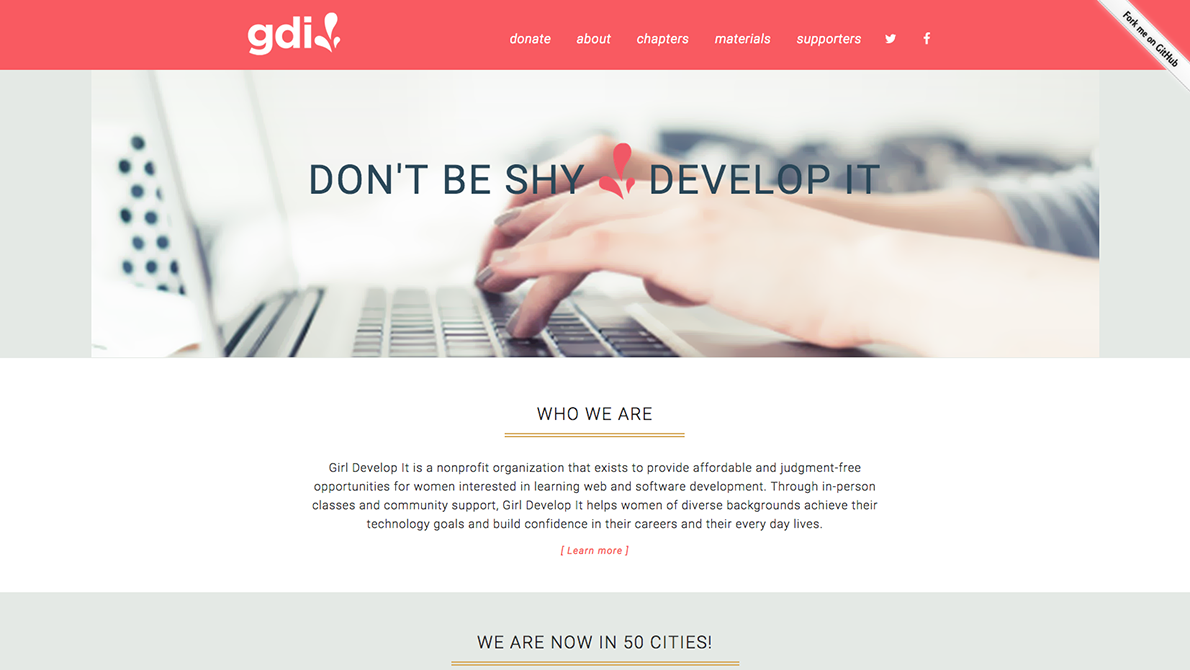 gdi
donate about chapters materials supporters
Fork me on GitHub
DON'T BE SHY DEVELOP IT
WHO WE ARE
Girl Develop It is a nonprofit organization that exists to provide affordable and judgment-free
opportunities for women interested in learning web and software development. Through in-person
classes and community support, Girl Develop It helps women of diverse backgrounds achieve their
technology goals and build confidence in their careers and their every day lives.
[ Learn more ]
WE ARE NOW IN 50 CITIES!